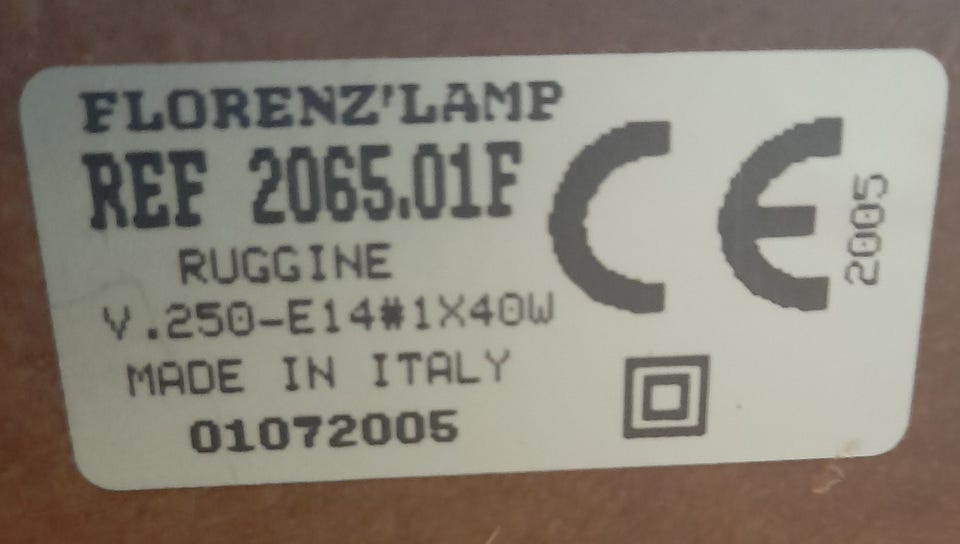 FLORENZ'LAMP
REF 2065.01F
RUGGINE
V.250-E14#1X40W
MADE IN ITALY
01072005
CE
2005